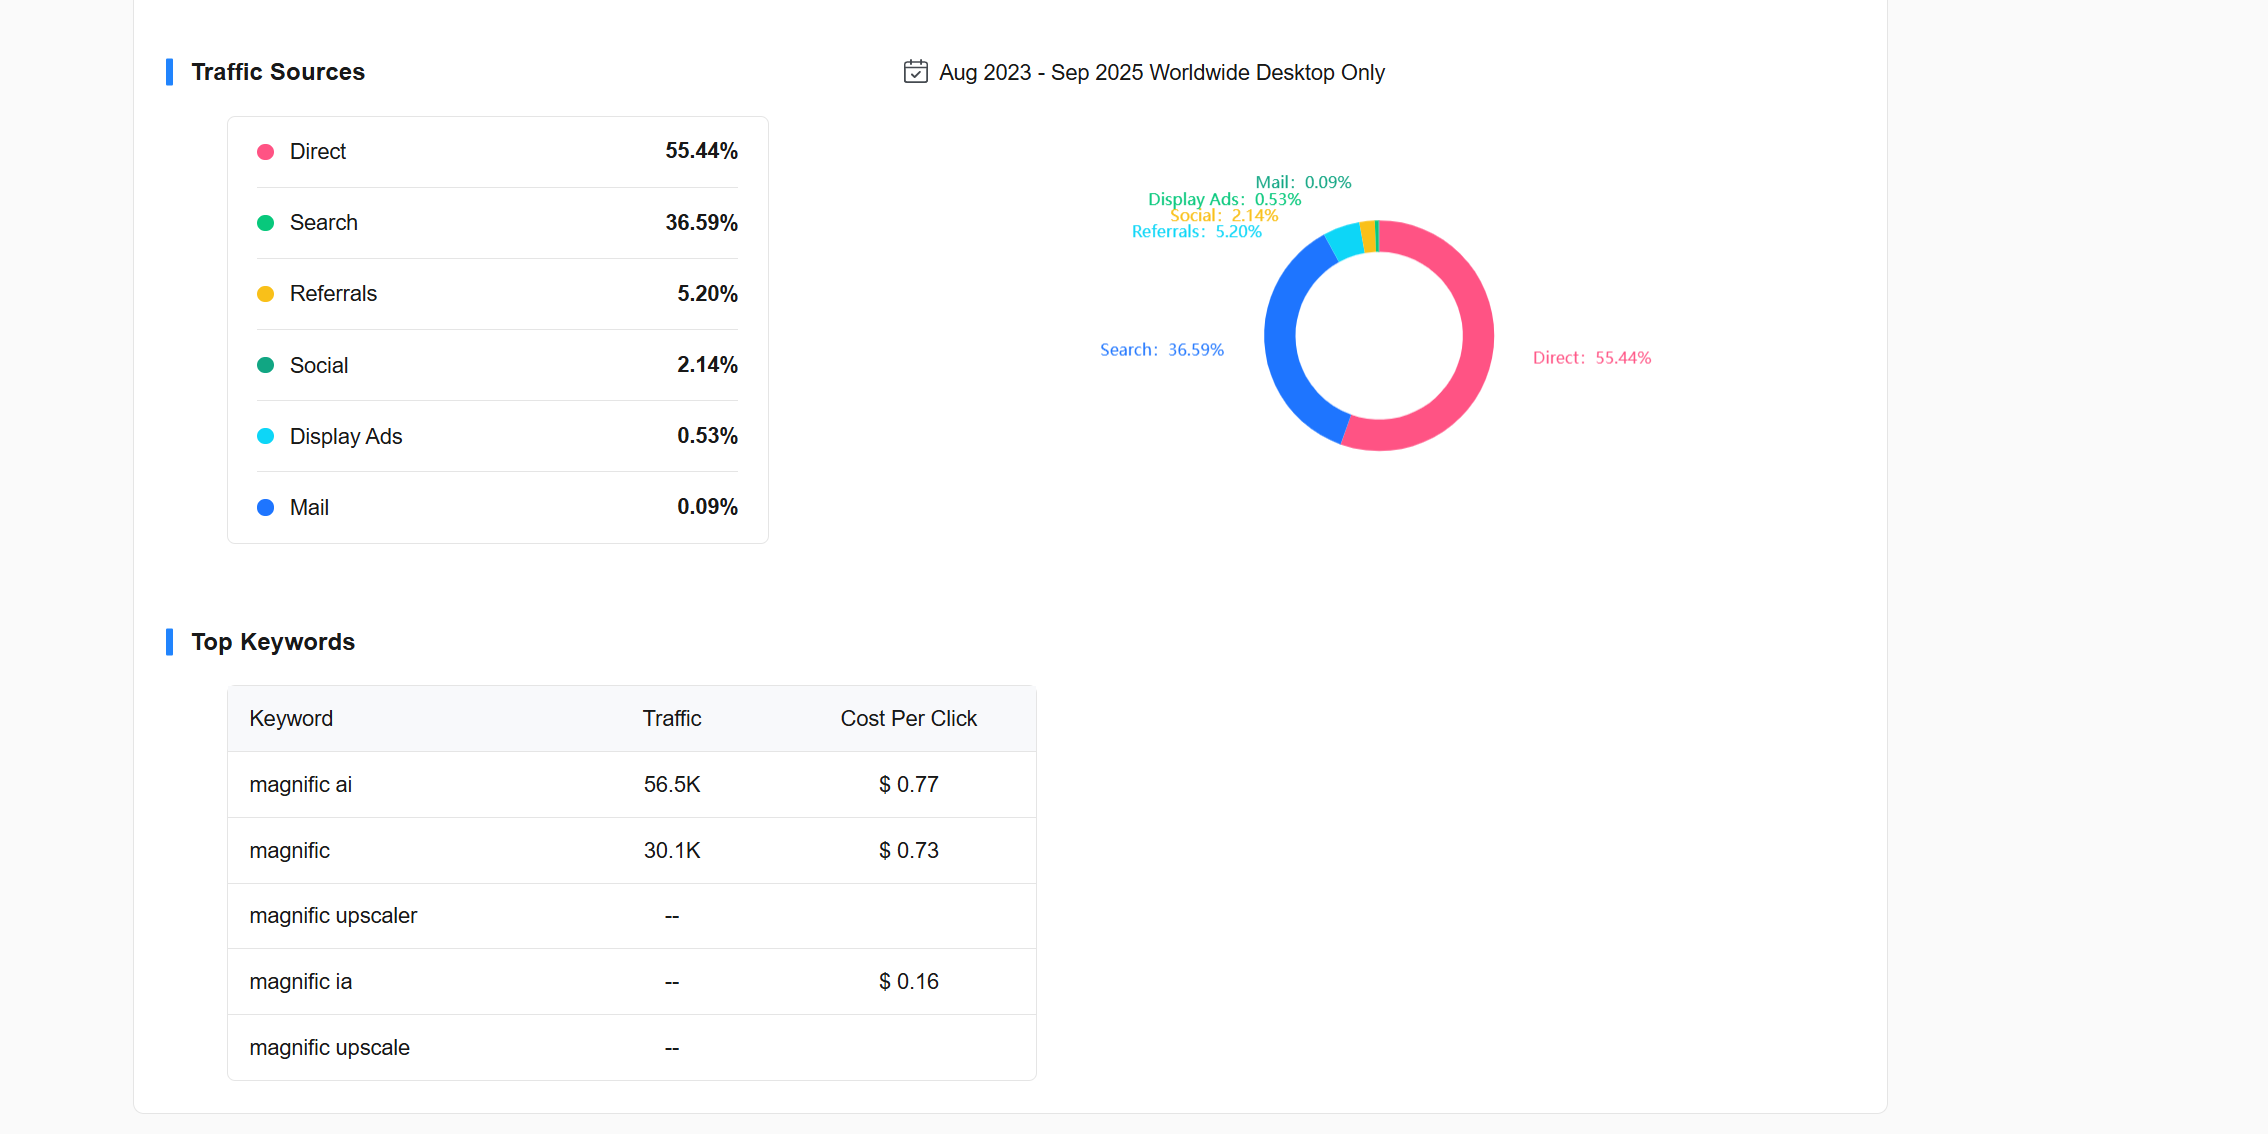 Traffic Sources
Aug 2023 - Sep 2025 Worldwide Desktop Only
Direct 55.44%
Search 36.59%
Referrals 5.20%
Social 2.14%
Display Ads 0.53%
Mail 0.09%
Mail: 0.09%
Display Ads: 0.53%
Social: 2.14%
Referrals: 5.20%
Search: 36.59%
Direct: 55.44%
Top Keywords
Keyword Traffic Cost Per Click
magnific ai 56.5K $ 0.77
magnific 30.1K $ 0.73
magnific upscaler --
magnific ia -- $ 0.16
magnific upscale --